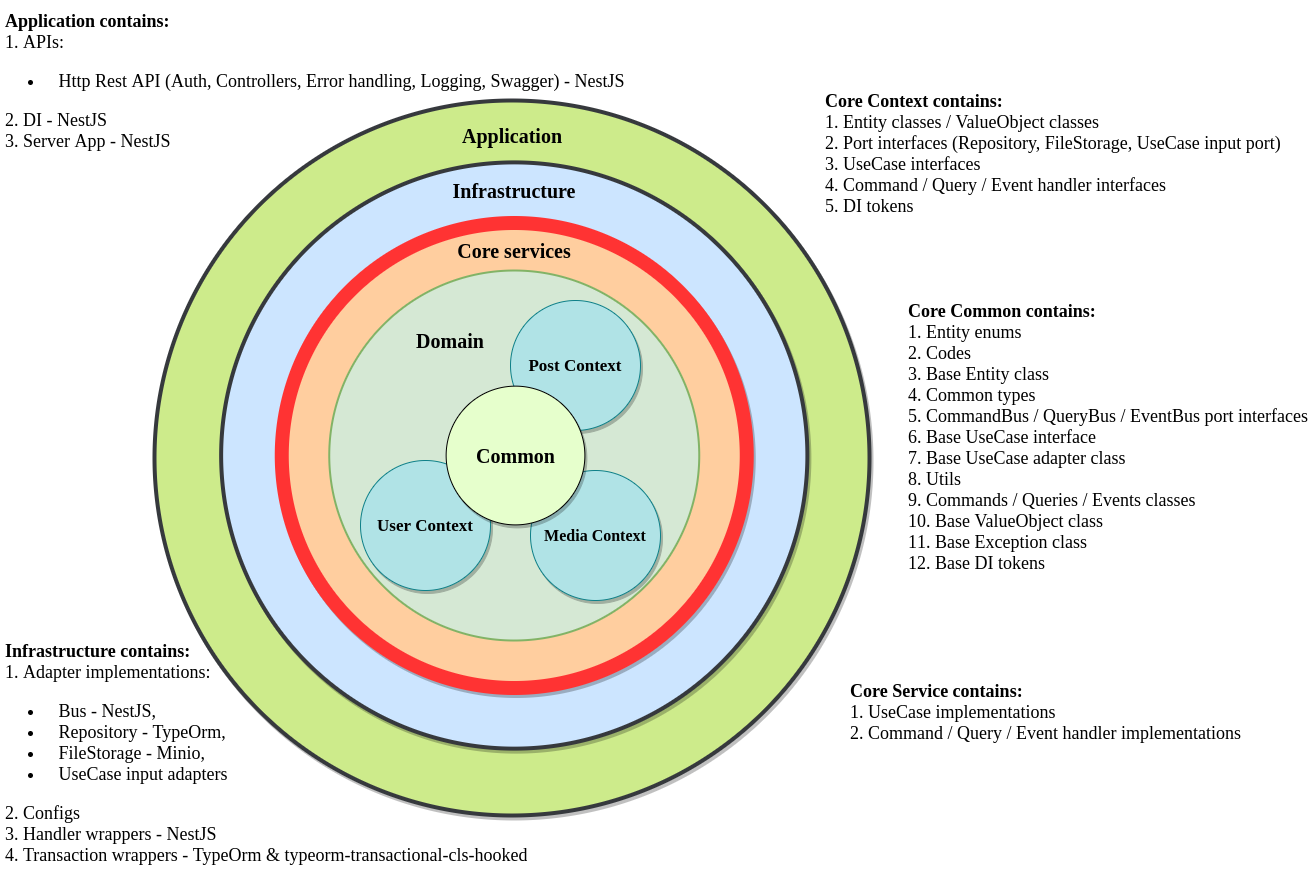 Application contains:
1. APIs:
• Http Rest API (Auth, Controllers, Error handling, Logging, Swagger) - NestJS
2. DI - NestJS
3. Server App - NestJS
Core Context contains:
1. Entity classes / ValueObject classes
2. Port interfaces (Repository, FileStorage, UseCase input port)
3. UseCase interfaces
4. Command / Query / Event handler interfaces
5. DI tokens
Application
Infrastructure
Core services
Domain
Post Context
Common
User Context
Media Context
Core Common contains:
1. Entity enums
2. Codes
3. Base Entity class
4. Common types
5. CommandBus / QueryBus / EventBus port interfaces
6. Base UseCase interface
7. Base UseCase adapter class
8. Utils
9. Commands / Queries / Events classes
10. Base ValueObject class
11. Base Exception class
12. Base DI tokens
Infrastructure contains:
1. Adapter implementations:
• Bus - NestJS,
• Repository - TypeOrm,
• FileStorage - Minio,
• UseCase input adapters
2. Configs
3. Handler wrappers - NestJS
4. Transaction wrappers - TypeOrm & typeorm-transactional-cls-hooked
Core Service contains:
1. UseCase implementations
2. Command / Query / Event handler implementations